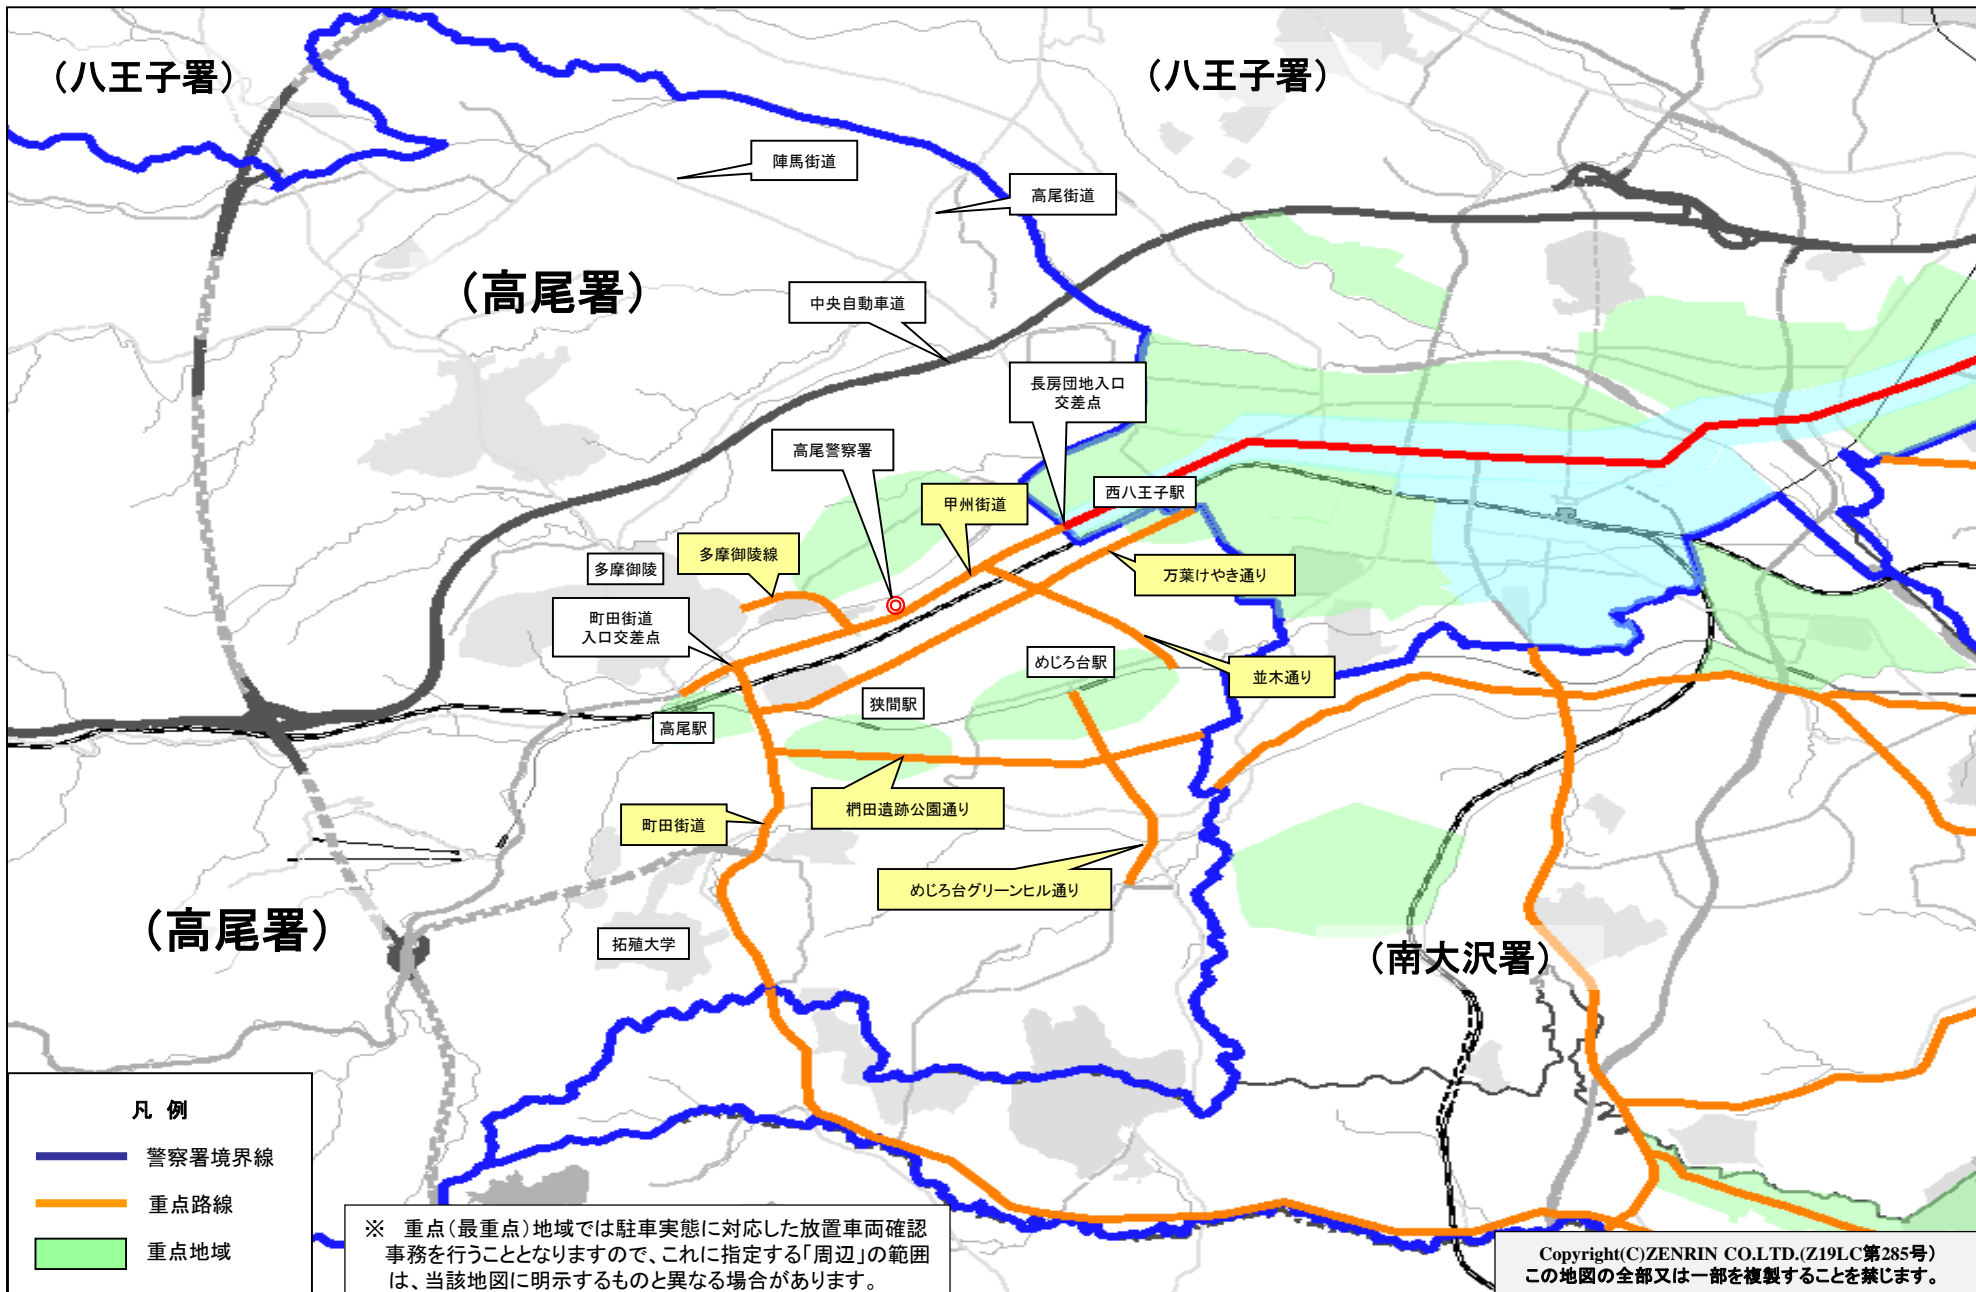 （八王子署）
（八王子署）
陣馬街道
高尾街道
（高尾署）
中央自動車道
長房団地入口
交差点
高尾警察署
西八王子駅
甲州街道
多摩御陵線
多摩御陵
万葉けやき通り
町田街道
入口交差点
めじろ台駅
並木通り
狭間駅
高尾駅
椚田遺跡公園通り
町田街道
めじろ台グリーンヒル通り
（高尾署）
拓殖大学
（南大沢署）
凡 例
警察署境界線
重点路線
重点地域
※　重点（最重点）地域では駐車実態に対応した放置車両確認
事務を行うこととなりますので、これに指定する「周辺」の範囲
は、当該地図に明示するものと異なる場合があります。
Copyright(C)ZENRIN CO.LTD.(Z19LC第285号)
この地図の全部又は一部を複製することを禁じます。